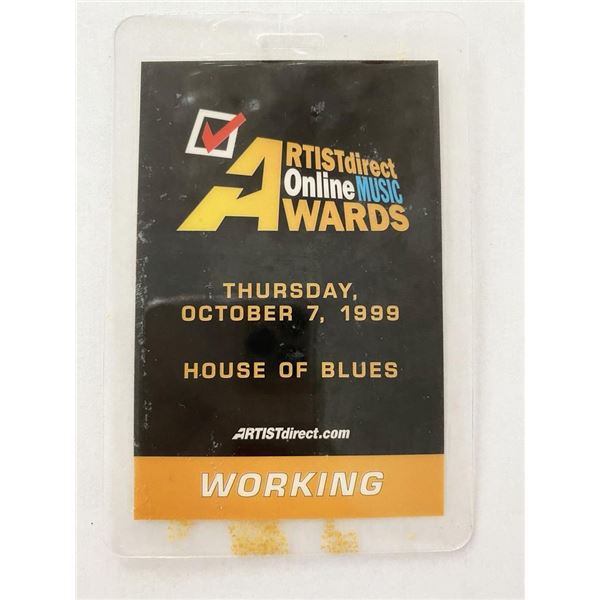 ARTISTdirect
Online MUSIC
AWARDS
THURSDAY,
OCTOBER 7, 1999
HOUSE OF BLUES
ARTISTdirect.com
WORKING